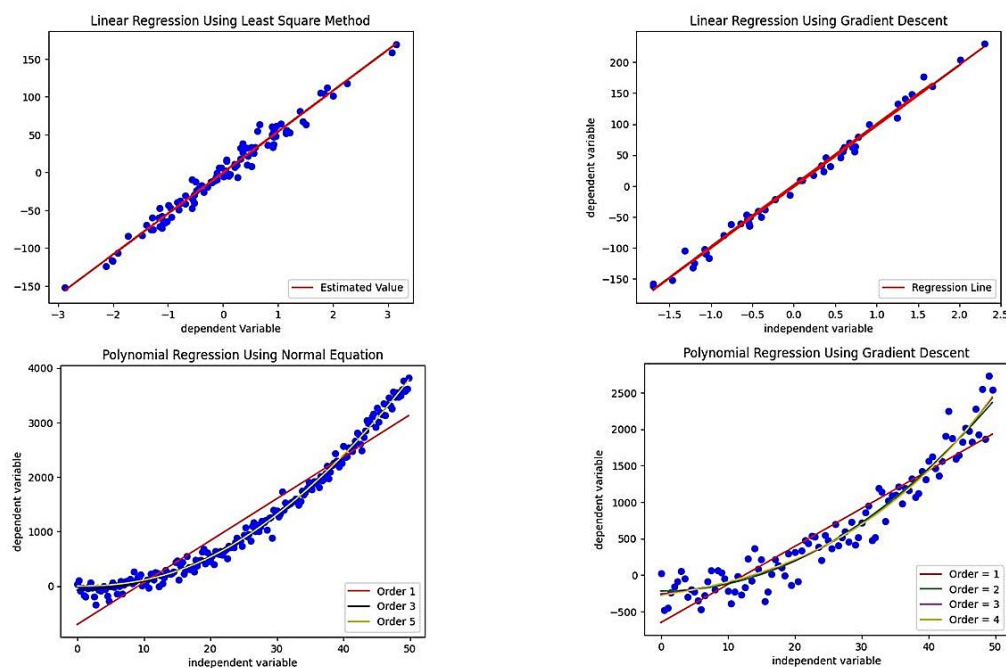 Linear Regression Using Least Square Method
150
100
50
0
−50
−100
−150
−3 −2 −1 0 1 2 3
dependent Variable
Estimated Value
Linear Regression Using Gradient Descent
dependent variable
200
150
100
50
0
−50
−100
−150
−1.5 −1.0 −0.5 0.0 0.5 1.0 1.5 2.0 2.5
independent variable
Regression Line
Polynomial Regression Using Normal Equation
dependent variable
4000
3000
2000
1000
0
0 10 20 30 40 50
independent variable
Order 1
Order 3
Order 5
Polynomial Regression Using Gradient Descent
dependent variable
2500
2000
1500
1000
500
0
−500
0 10 20 30 40 50
independent variable
Order = 1
Order = 2
Order = 3
Order = 4